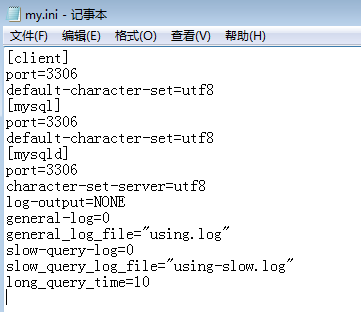 my.ini - 记事本
文件(F) 编辑(E) 格式(O) 查看(V) 帮助(H)
[client]
port=3306
default-character-set=utf8
[mysql]
port=3306
default-character-set=utf8
[mysqld]
port=3306
character-set-server=utf8
log-output=NONE
general-log=0
general_log_file="using.log"
slow-query-log=0
slow_query_log_file="using-slow.log"
long_query_time=10